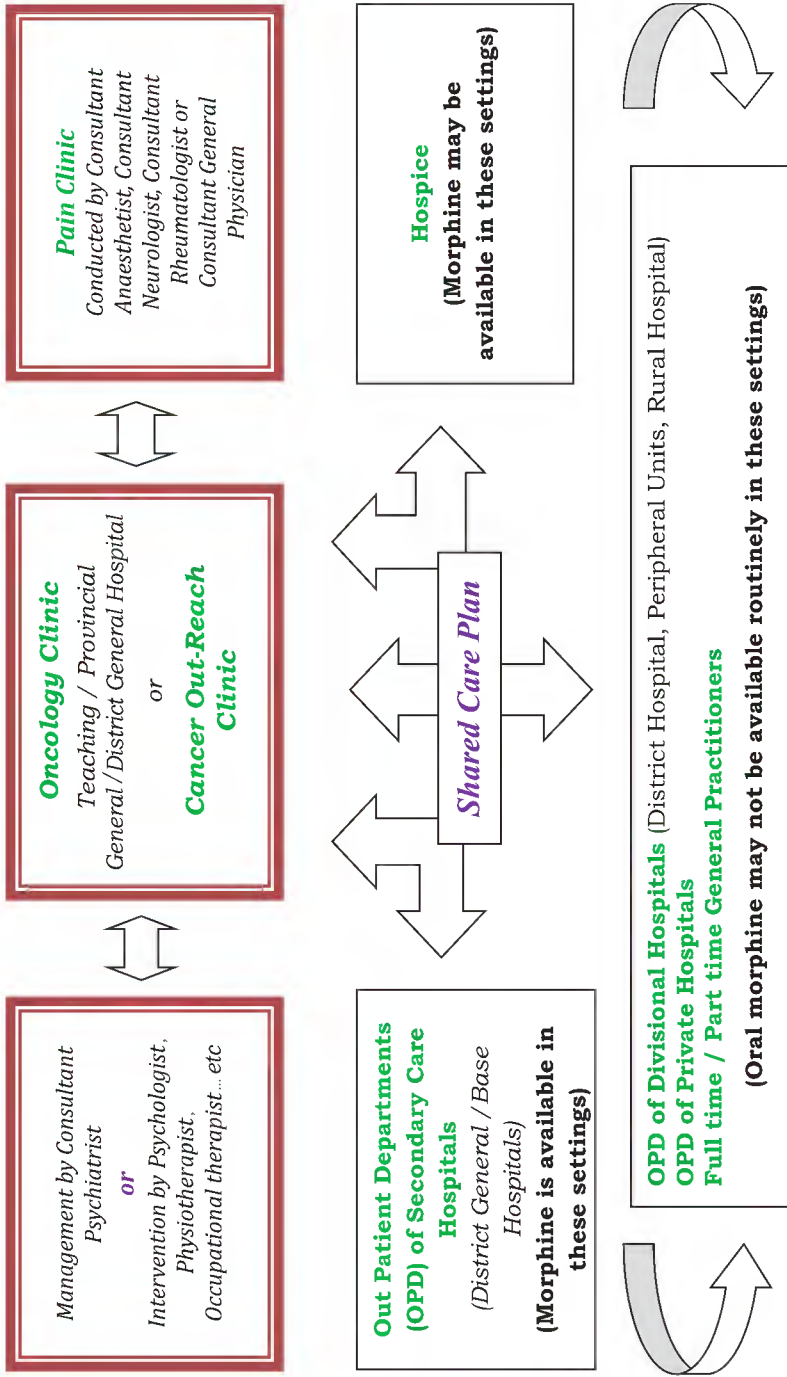 Management by Consultant
Psychiatrist
or
Intervention by Psychologist,
Physiotherapist,
Occupational therapist... etc
Oncology Clinic
Teaching / Provincial
General /District General Hospital
or
Cancer Out-Reach
Clinic
Pain Clinic
Conducted by Consultant
Anaesthetist, Consultant
Neurologist, Consultant
Rheumatologist or
Consultant General
Physician
Out Patient Departments
(OPD) of Secondary Care
Hospitals
(District General /Base
Hospitals)
(Morphine is available in
these settings)
Shared Care Plan
Hospice
(Morphine may be
available in these settings)
OPD of Divisional Hospitals (District Hospital, Peripheral Units, Rural Hospital)
OPD of Private Hospitals
Full time / Part time General Practitioners
(Oral morphine may not be available routinely in these settings)